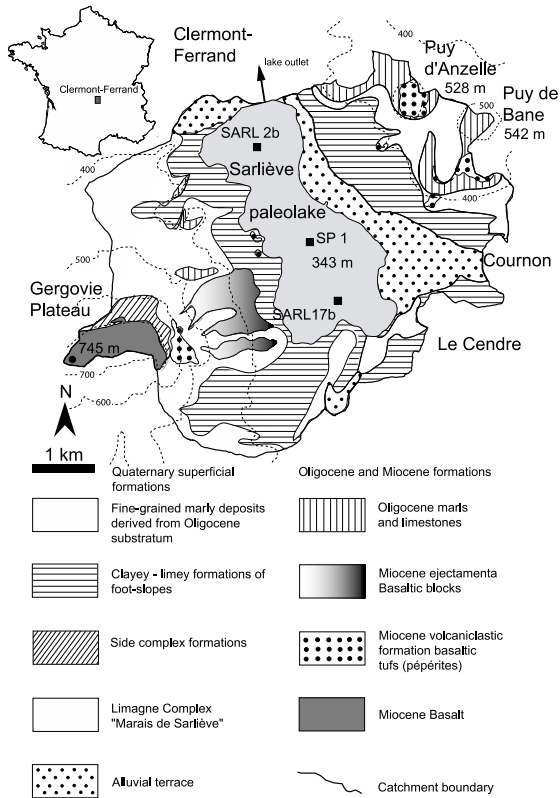 Clermont-
Ferrand
Clermont-Ferrand
lake outlet
400
Puy
d'Anzelle
528 m
500
Puy de
Bane
542 m
400
SARL 2b
400
Sarliève
paleolake
SP 1
343 m
500
Cournon
Gergovie
Plateau
SARL17b
Le Cendre
745 m
700
N
600
1 km
Quaternary superficial
formations
Fine-grained marly deposits
derived from Oligocene
substratum
Clayey - limey formations of
foot-slopes
Side complex formations
Limagne Complex
"Marais de Sarliève"
Alluvial terrace
Oligocene and Miocene formations
Oligocene marls
and limestones
Miocene ejectamenta
Basaltic blocks
Miocene volcaniclastic
formation basaltic
tufs (pépérites)
Miocene Basalt
Catchment boundary